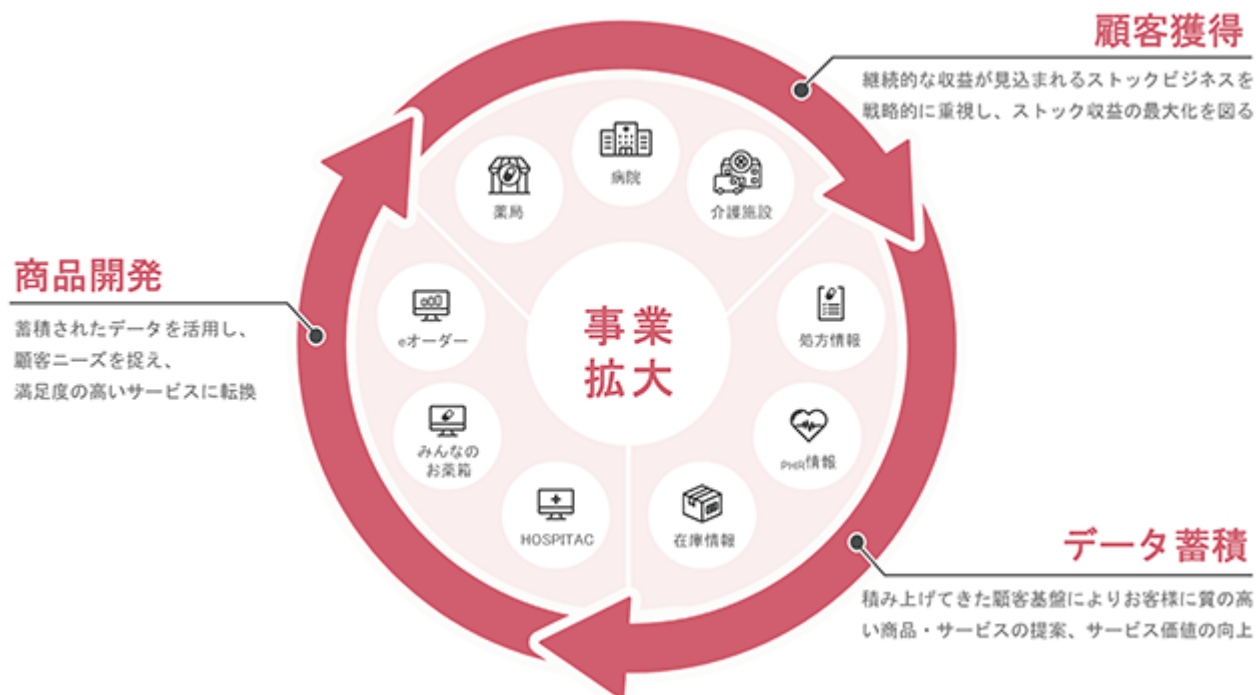 顧客獲得
継続的な収益が見込まれるストックビジネスを
戦略的に重視し、ストック収益の最大化を図る
病院
薬局
介護施設
商品開発
蓄積されたデータを活用し、
顧客ニーズを捉え、
満足度の高いサービスに転換
eオーダー
みんなの
お薬箱
HOSPITAC
事業
拡大
処方情報
PHR情報
在庫情報
データ蓄積
積み上げてきた顧客基盤によりお客様に質の高
い商品・サービスの提案、サービス価値の向上